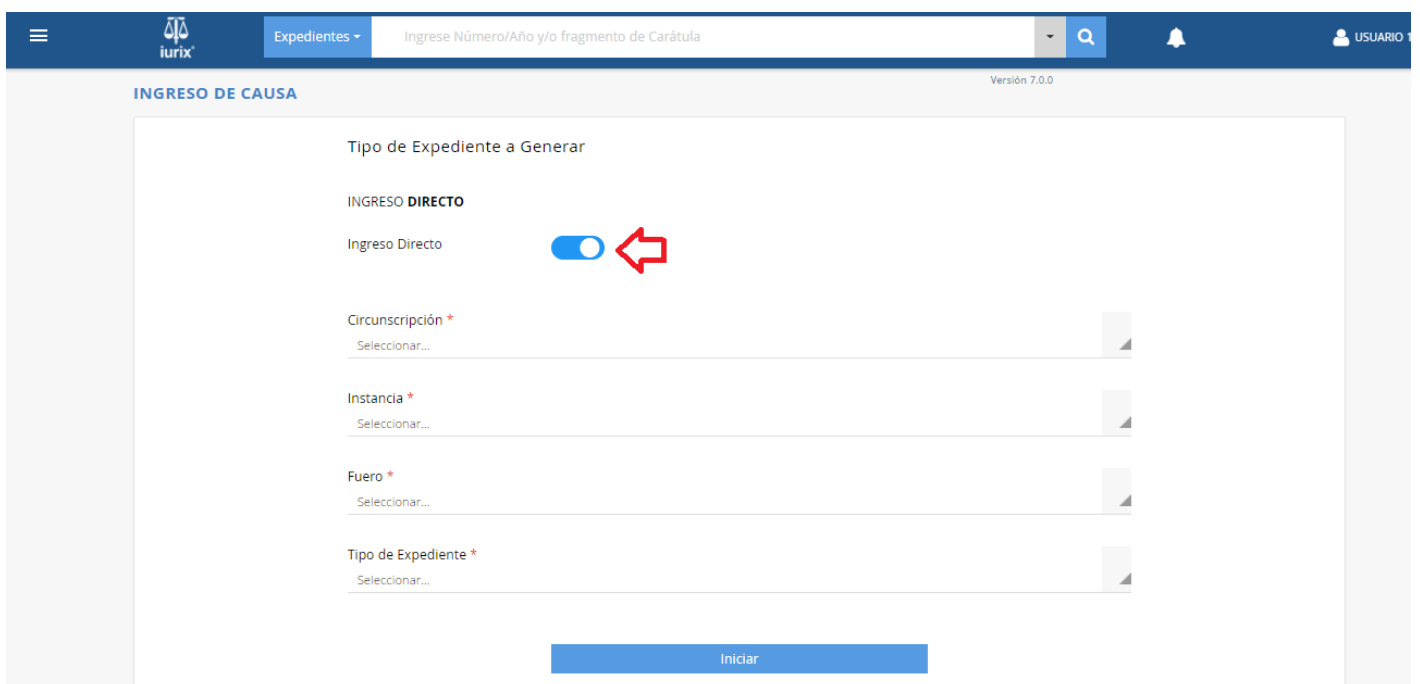 iurix®
Expedientes
Ingrese Número/Año y/o fragmento de Carátula
USUARIO 1
Versión 7.0.0
INGRESO DE CAUSA
Tipo de Expediente a Generar
INGRESO DIRECTO
Ingreso Directo
Circunscripción *
Seleccionar...
Instancia *
Seleccionar...
Fuero *
Seleccionar...
Tipo de Expediente *
Seleccionar...
Iniciar